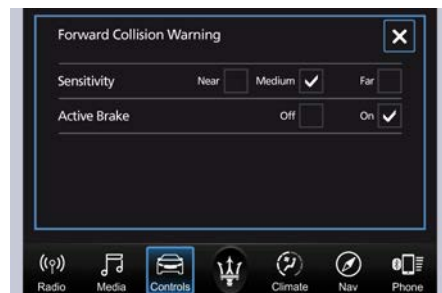 Forward Collision Warning
Sensitivity Near Medium Far
Active Brake Off On
Radio Media Controls Climate Nav Phone